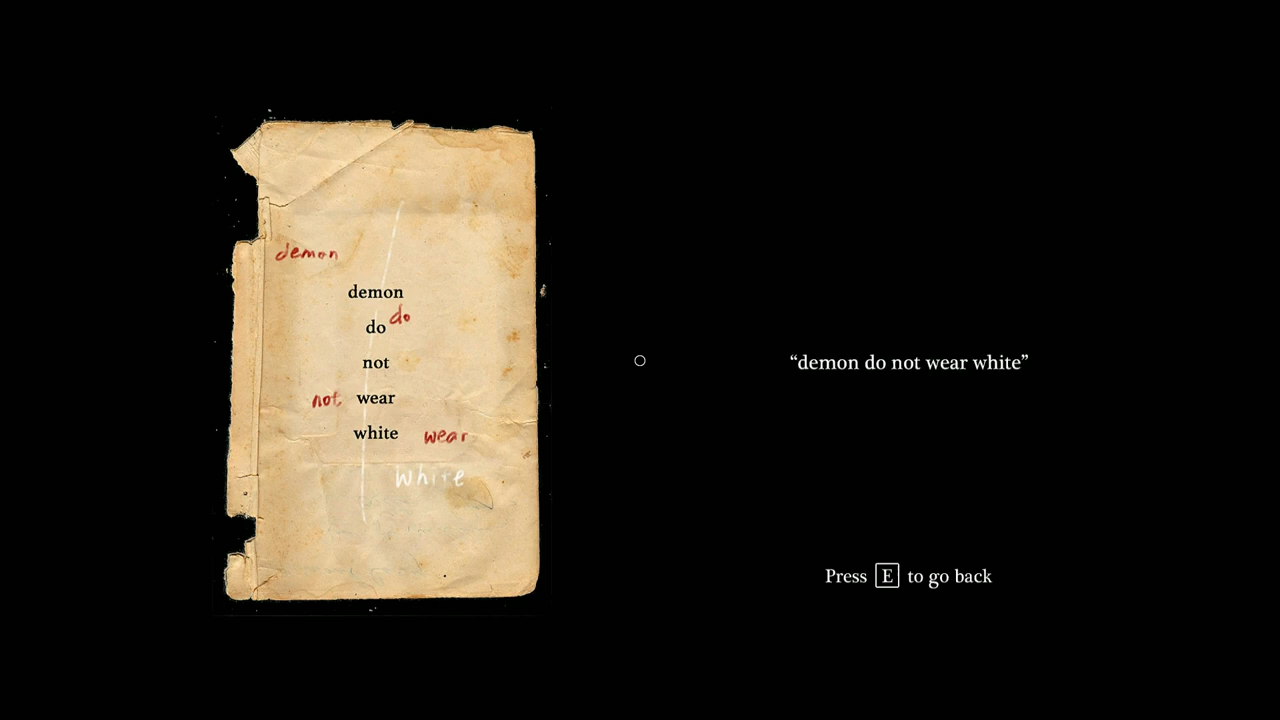 demon
demon
do
do
not
not
wear
white
wear
White
“demon do not wear white”
Press E to go back